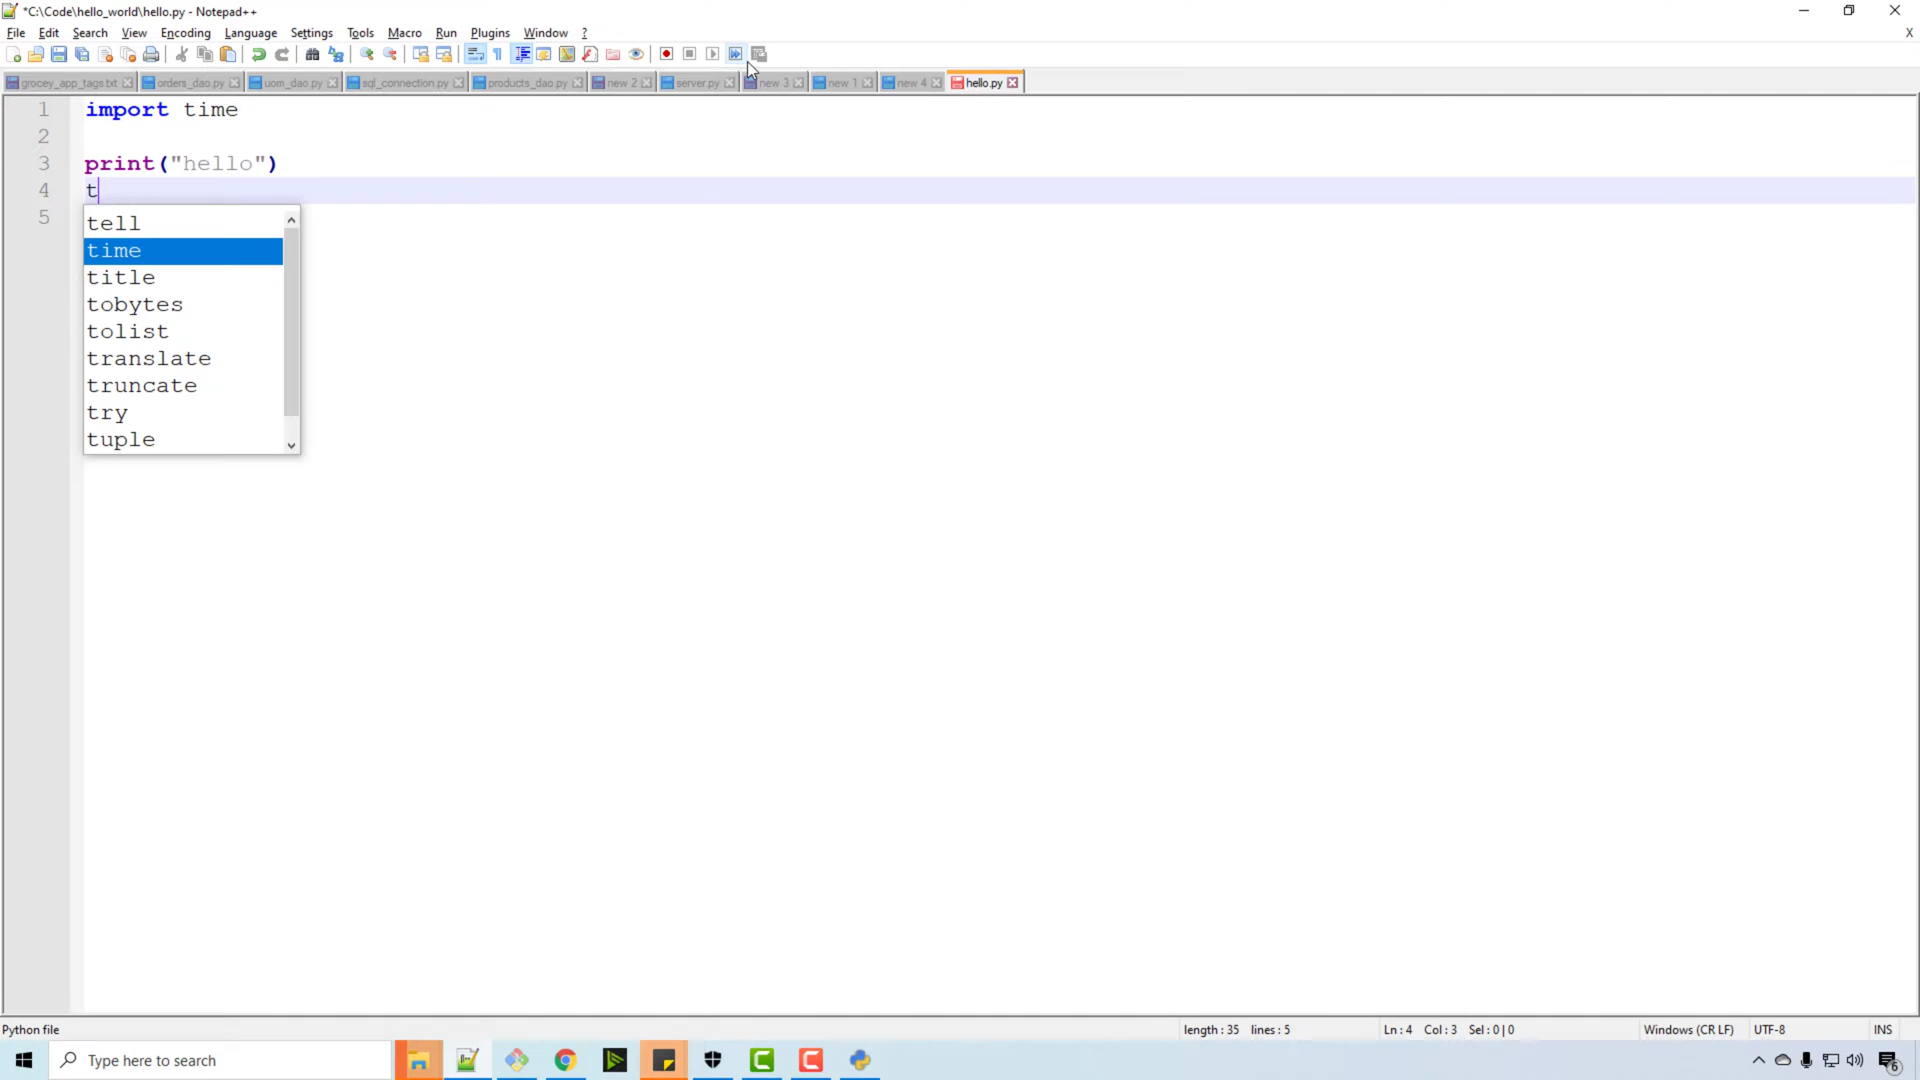 *C:\Code\hello_world\hello.py - Notepad++
File Edit Search View Encoding Language Settings Tools Macro Run Plugins Window ? X
grocey_app_tags.txt orders_dao.py uom_dao.py sql_connection.py products_dao.py new 2 server.py new 3 new 1 new 4 hello.py
1 import time
2
3 print("hello")
4 t
5
tell
time
title
tobytes
tolist
translate
truncate
try
tuple
Python file length : 35 lines : 5 Ln : 4 Col : 3 Sel : 0 | 0 Windows (CR LF) UTF-8 INS
Type here to search 6